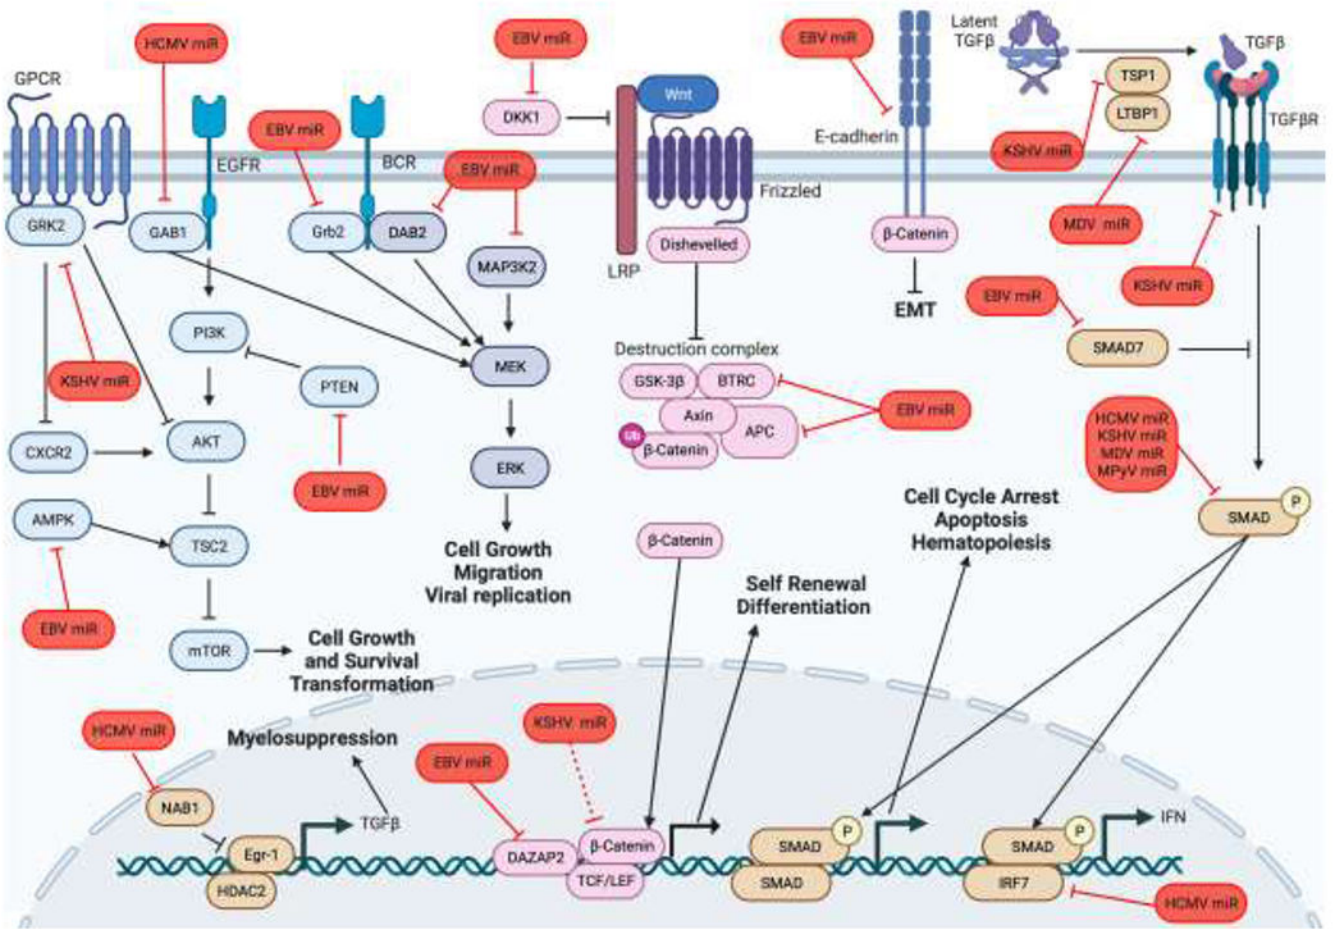 HCMV miR
EBV miR
EBV miR
Latent
TGFβ
TGFβ
GPCR
TSP1
Wnt
DKK1
LTBP1
EBV miR
TGFβR
E-cadherin
KSHV miR
EGFR
BCR
EBV miR
Frizzled
GRK2
GAB1
Grb2
DAB2
Dishevelled
β-Catenin
MDV miR
MAP3K2
LRP
KSHV miR
EBV miR
EMT
PI3K
SMAD7
Destruction complex
MEK
KSHV miR
PTEN
GSK-3β
BTRC
EBV miR
Axin
APC
HCMV miR
KSHV miR
MDV miR
MPyV miR
Ub
β-Catenin
CXCR2
AKT
ERK
EBV miR
Cell Cycle Arrest
Apoptosis
Hematopoiesis
P
SMAD
AMPK
TSC2
β-Catenin
Cell Growth
Migration
Viral replication
Self Renewal
Differentiation
EBV miR
mTOR
Cell Growth
and Survival
Transformation
HCMV miR
Myelosuppression
KSHV miR
EBV miR
NAB1
TGFβ
IFN
Egr-1
HDAC2
DAZAP2
β-Catenin
TCF/LEF
SMAD
P
SMAD
SMAD
P
IRF7
HCMV miR